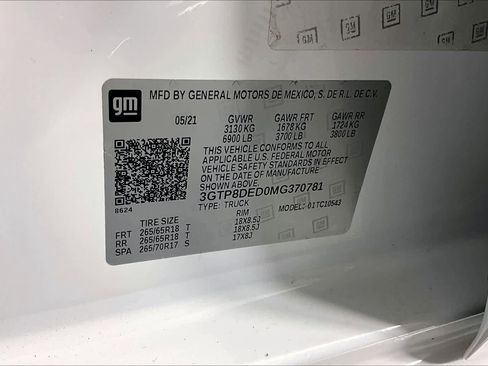 gm
MFD BY GENERAL MOTORS DE MEXICO, S. DE R.L. DE C.V.
05/21 GVWR GAWR FRT GAWR RR
3130 KG 1678 KG 1724 KG
6900 LB 3700 LB 3800 LB
THIS VEHICLE CONFORMS TO ALL
APPLICABLE U.S. FEDERAL MOTOR
VEHICLE SAFETY STANDARDS IN
EFFECT ON THE DATE OF
MANUFACTURE SHOWN ABOVE.
3GTP8DED0MG370781
8624 TYPE: TRUCK MODEL: 01TC10543
TIRE SIZE RIM
FRT 265/65R18 T 18X8.5J
RR 265/65R18 T 18X8.5J
SPA 265/70R17 S 17X8J